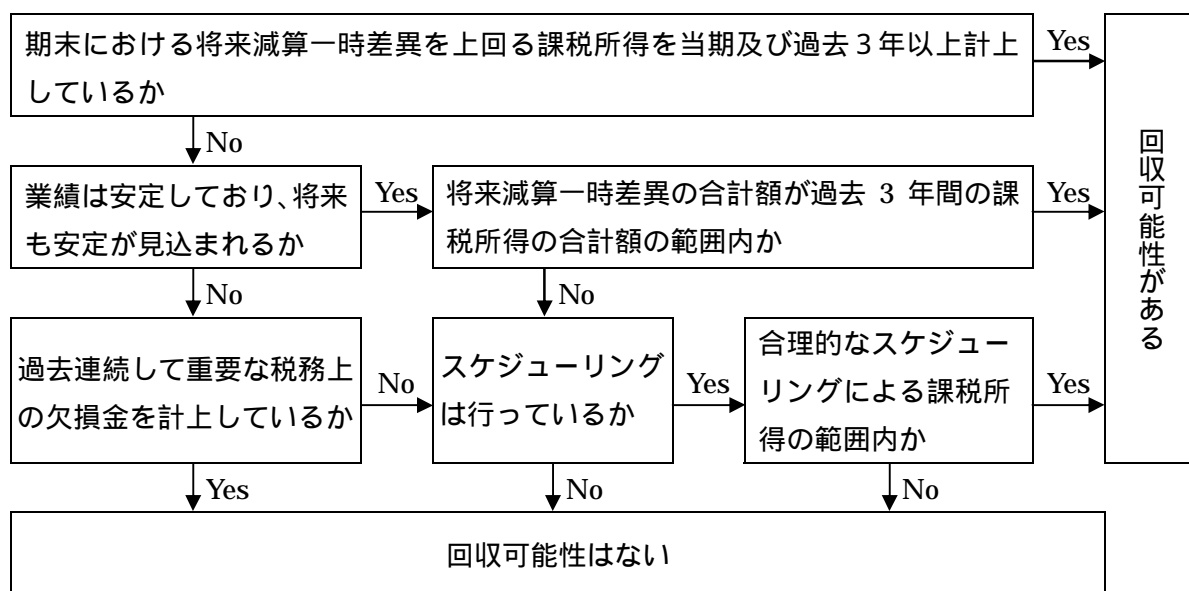 期末における将来減算一時差異を上回る課税所得を当期及び過去3年以上計上
しているか
Yes
No
業績は安定しており、将来
も安定が見込まれるか
Yes
将来減算一時差異の合計額が過去 3 年間の課
税所得の合計額の範囲内か
Yes
No
No
過去連続して重要な税務上
の欠損金を計上しているか
No
スケジューリング
は行っているか
Yes
合理的なスケジュー
リングによる課税所
得の範囲内か
Yes
Yes
No
No
回収可能性がある
回収可能性はない